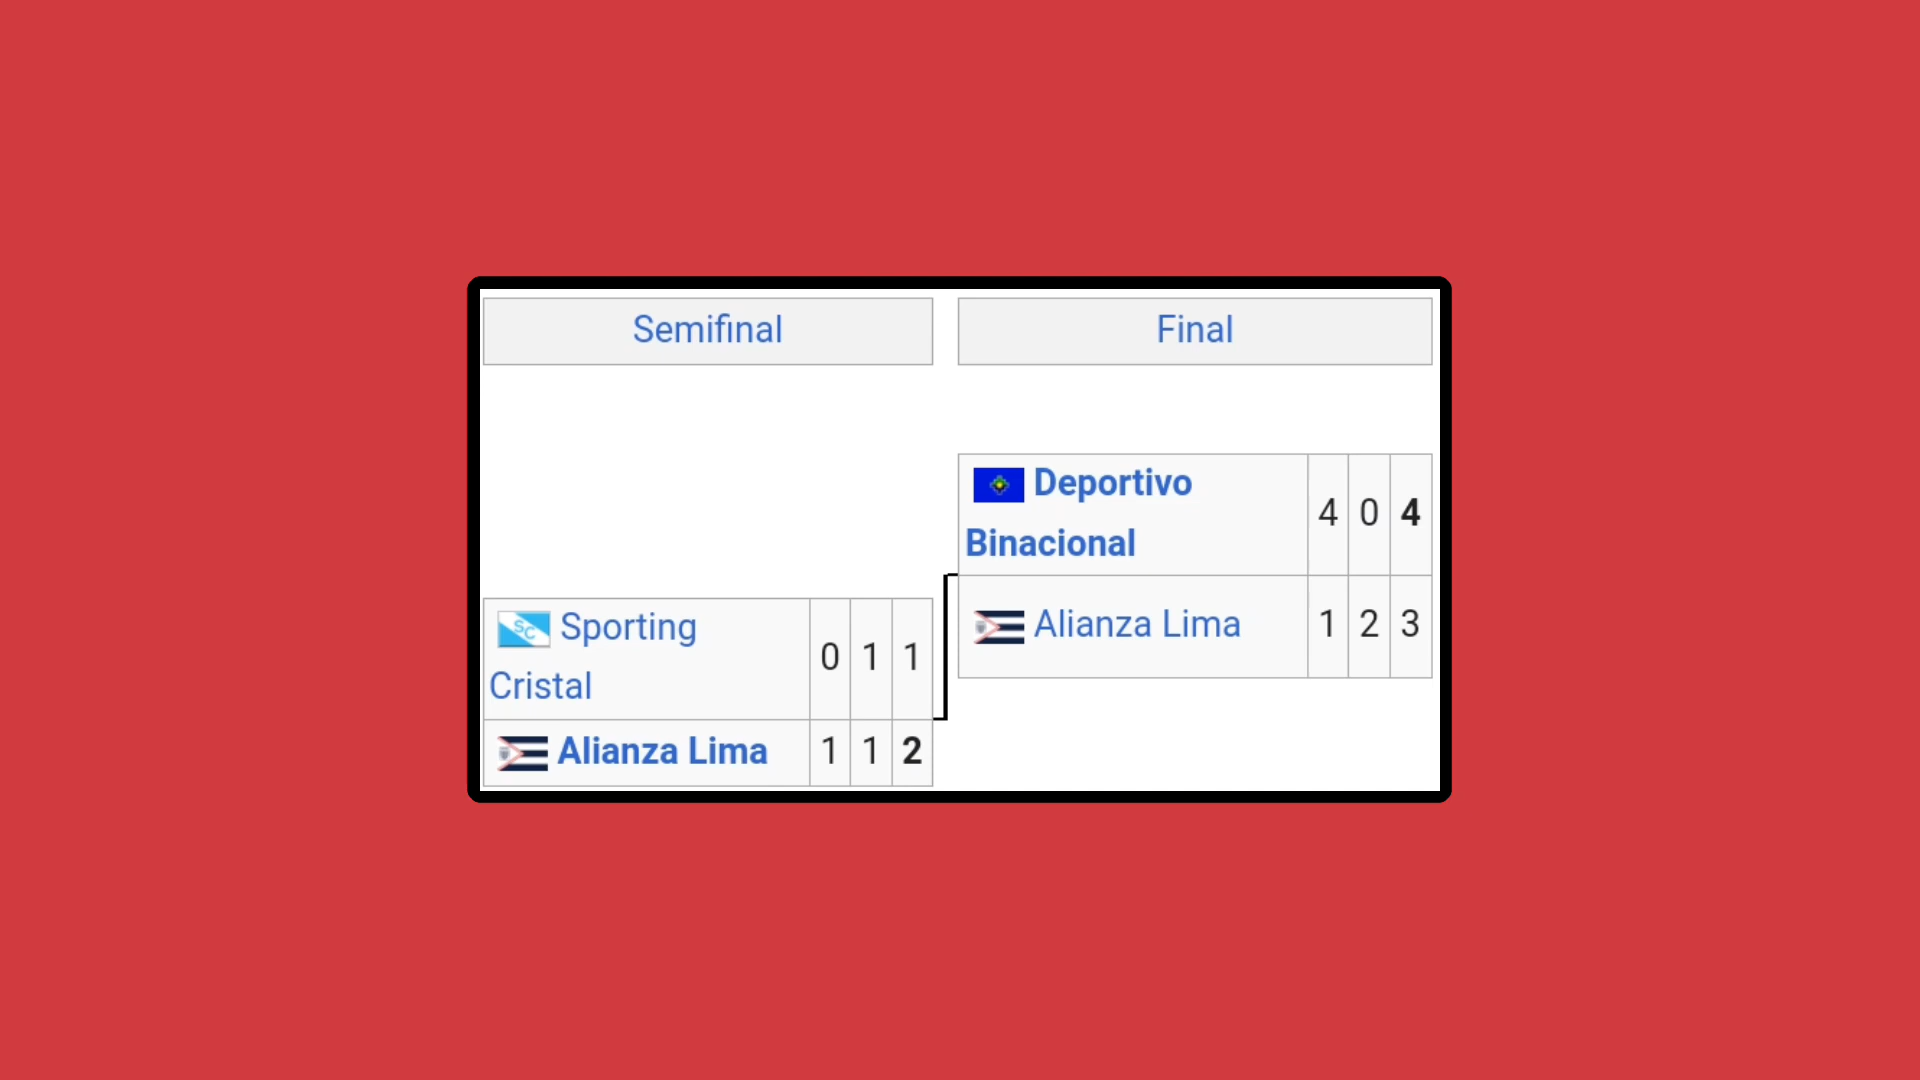 Semifinal
Final
Deportivo
Binacional
4 0 4
Alianza Lima 1 2 3
SC Sporting
Cristal
0 1 1
Alianza Lima 1 1 2